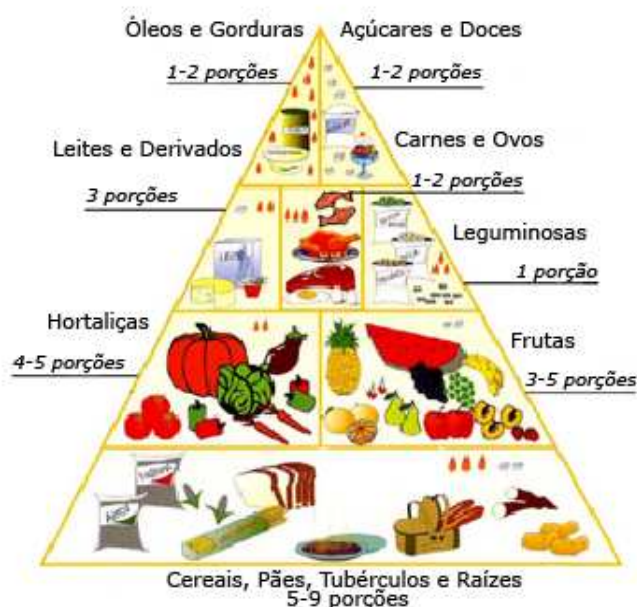 Óleos e Gorduras
Açúcares e Doces
1-2 porções
1-2 porções
Leites e Derivados
Carnes e Ovos
3 porções
1-2 porções
Leguminosas
1 porção
Hortaliças
Frutas
4-5 porções
3-5 porções
Cereais, Pães, Tubérculos e Raízes
5-9 porções